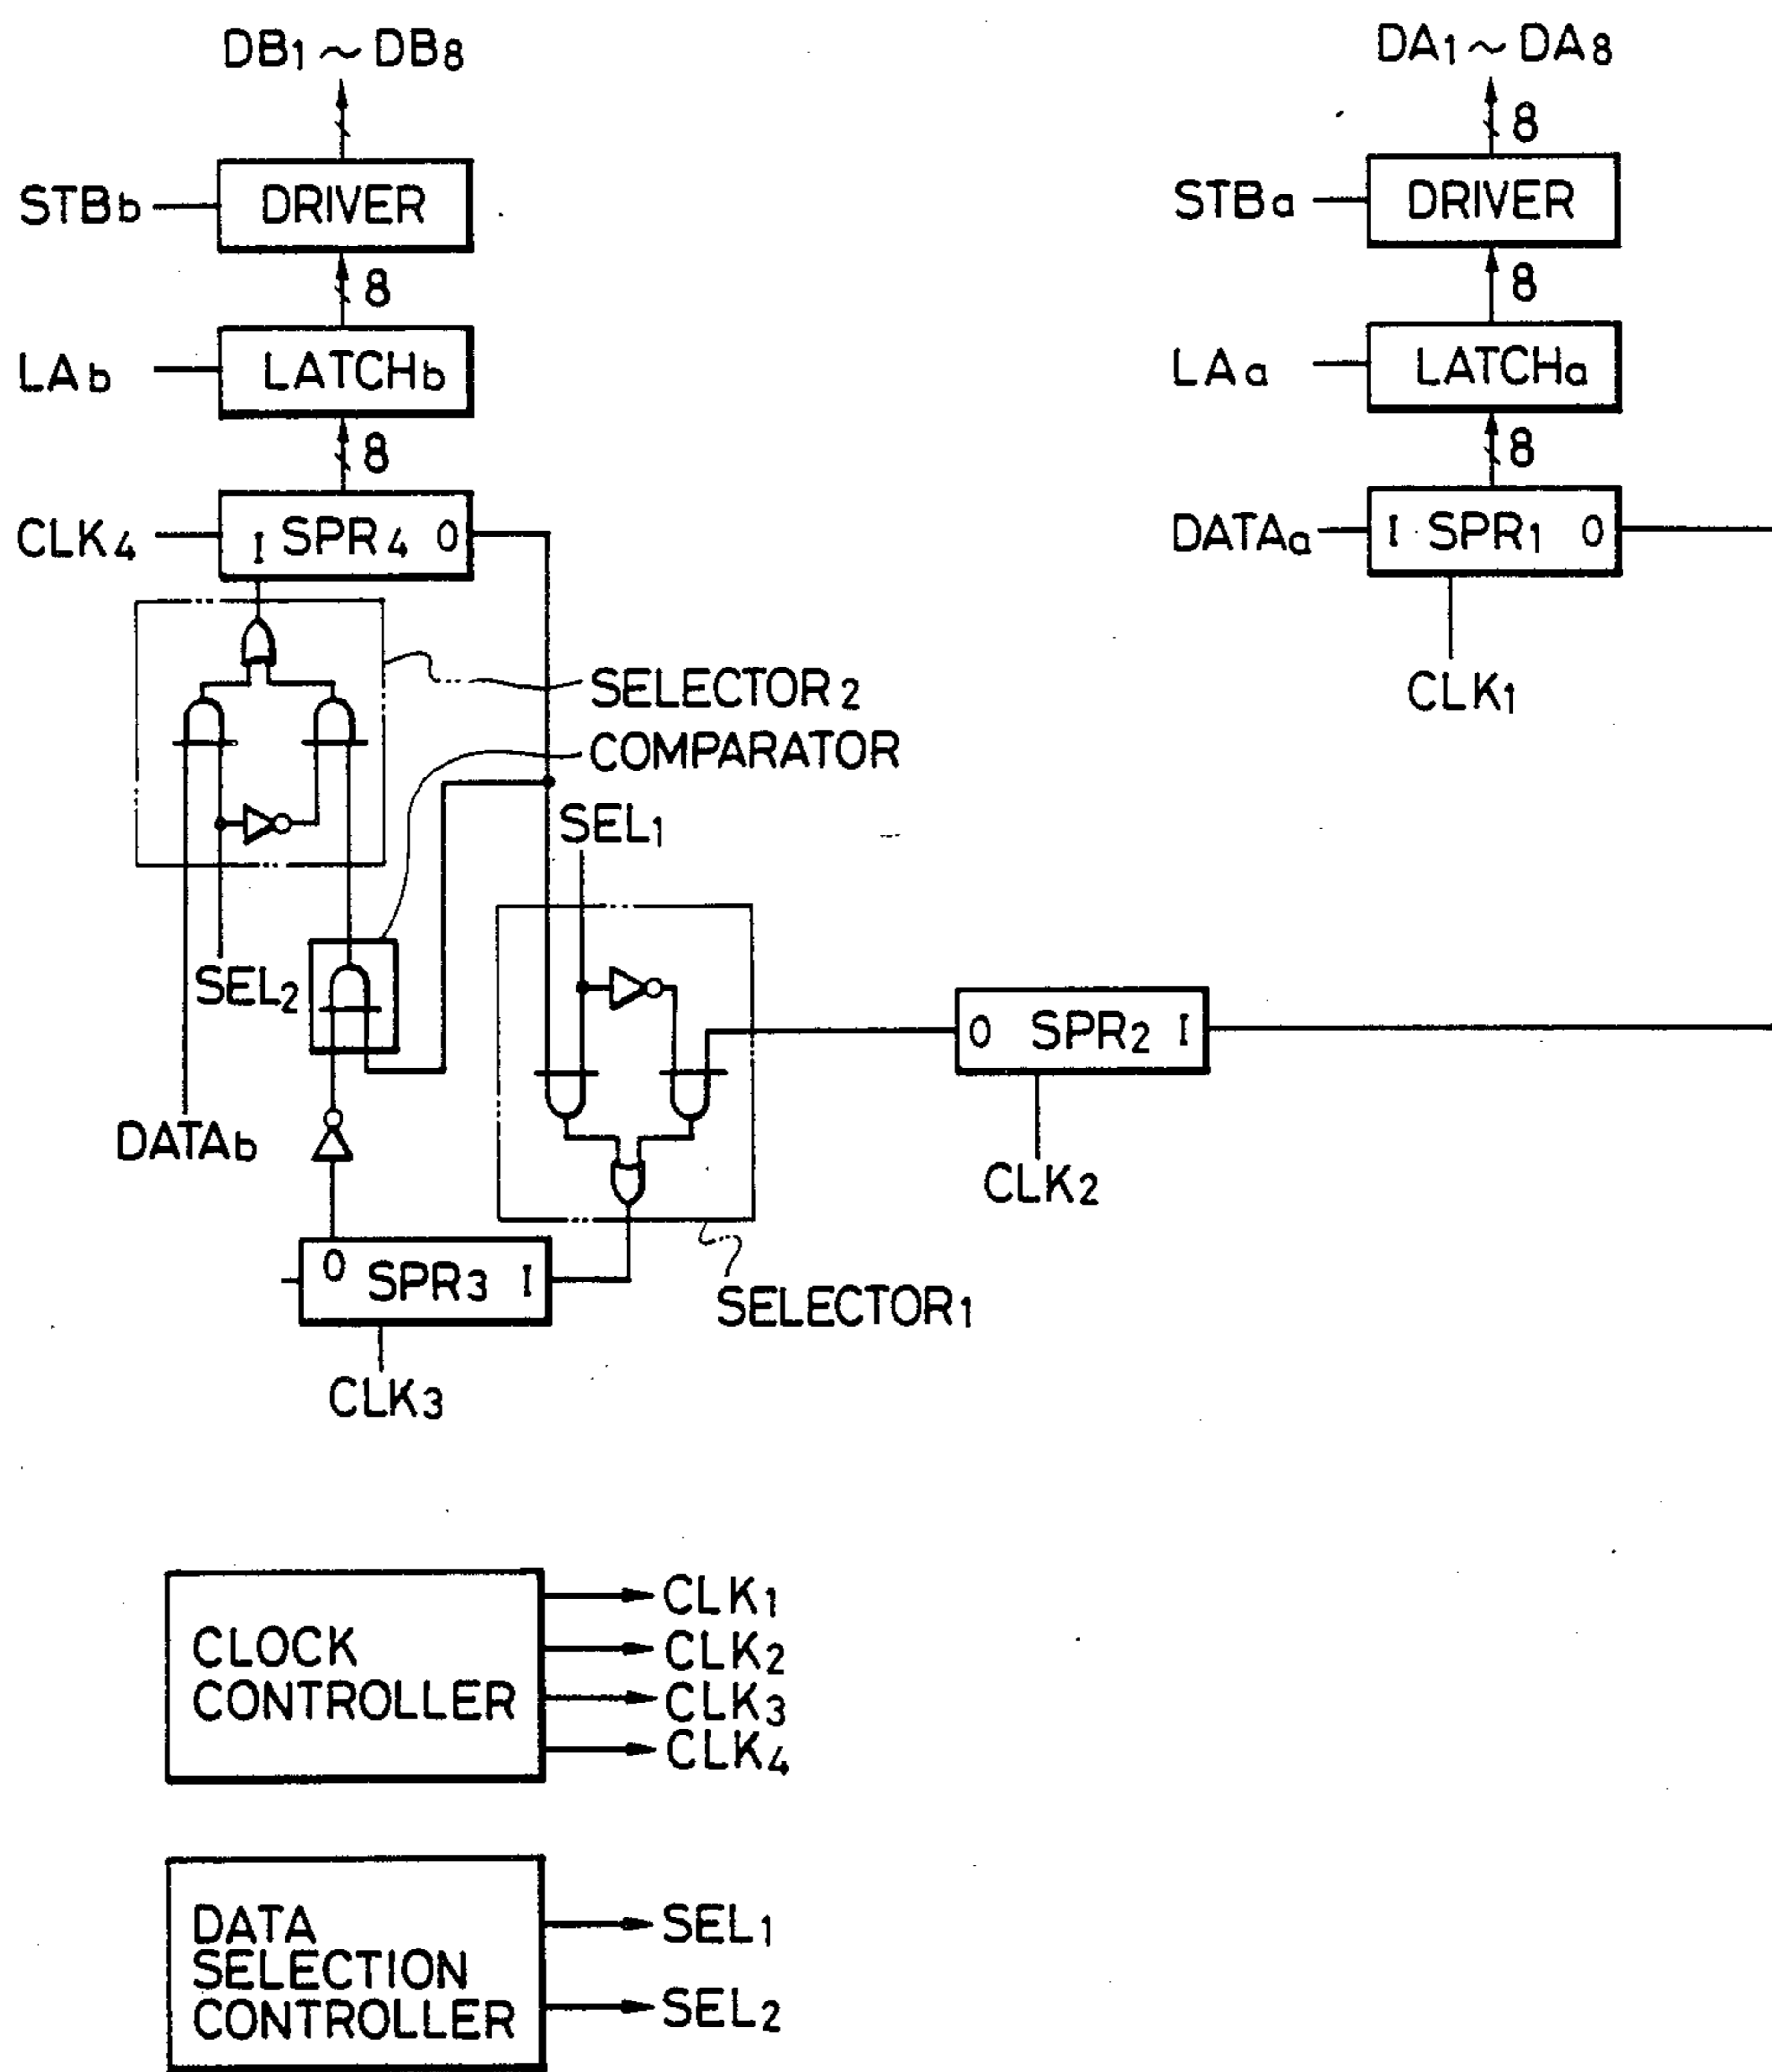 DB1 ~ DB8
DA1 ~ DA8
8
STBb
DRIVER
STBa
DRIVER
8
8
LAb
LATCHb
LAa
LATCHa
8
8
CLK4
I SPR4 O
DATAa
I SPR1 O
CLK1
SELECTOR2
COMPARATOR
SEL1
SEL2
O SPR2 I
DATAb
CLK2
O SPR3 I
SELECTOR1
CLK3
CLOCK
CONTROLLER
CLK1
CLK2
CLK3
CLK4
DATA
SELECTION
CONTROLLER
SEL1
SEL2